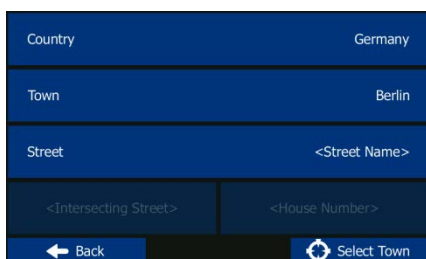 Country Germany
Town Berlin
Street <Street Name>
<Intersecting Street> <House Number>
Back Select Town